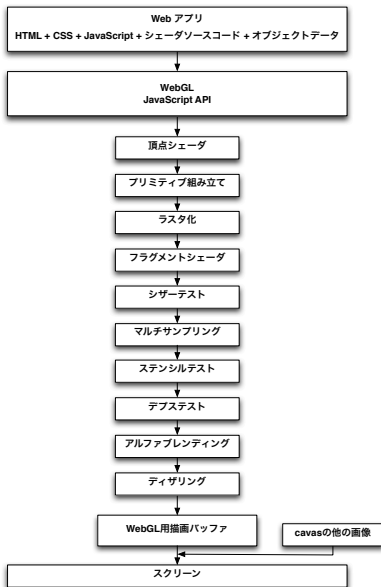 Web アプリ
HTML + CSS + JavaScript + シェーダソースコード + オブジェクトデータ
WebGL
JavaScript API
頂点シェーダ
プリミティブ組み立て
ラスタ化
フラグメントシェーダ
シザーテスト
マルチサンプリング
ステンシルテスト
デプステスト
アルファブレンディング
ディザリング
WebGL用描画バッファ
cavasの他の画像
スクリーン